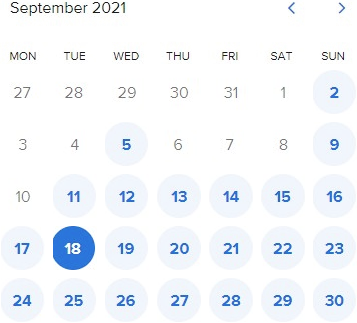 September 2021
MON TUE WED THU FRI SAT SUN
27 28 29 30 31 1 2
3 4 5 6 7 8 9
10 11 12 13 14 15 16
17 18 19 20 21 22 23
24 25 26 27 28 29 30